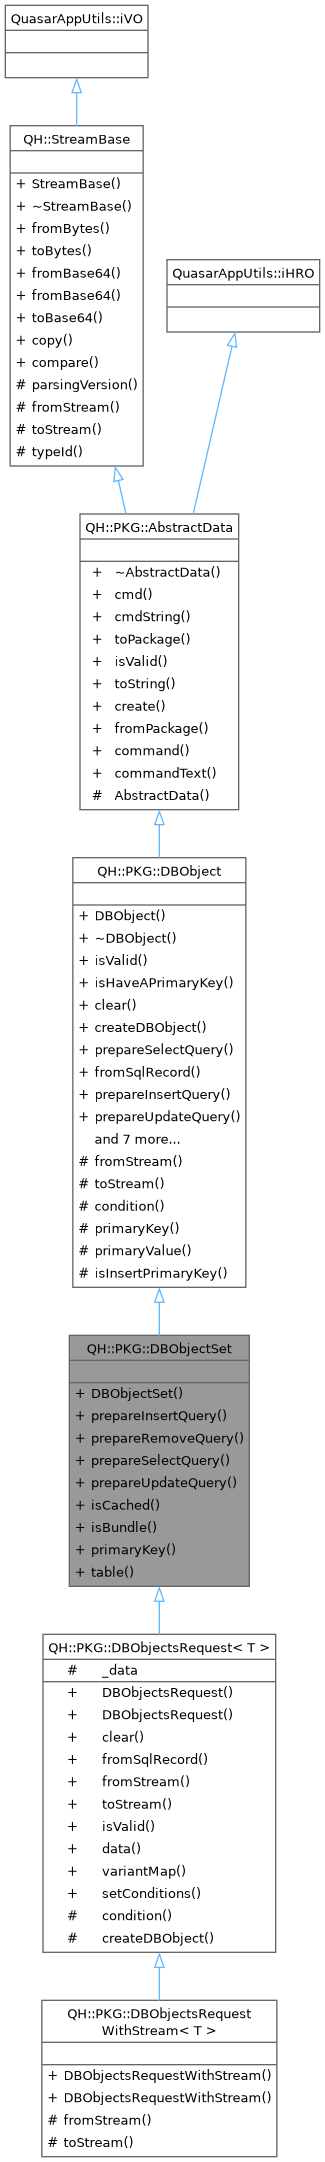 QuasarAppUtils::iVO
QH::StreamBase
+ StreamBase()
+ ~StreamBase()
+ fromBytes()
+ toBytes()
+ fromBase64()
+ fromBase64()
+ toBase64()
+ copy()
+ compare()
# parsingVersion()
# fromStream()
# toStream()
# typeId()
QuasarAppUtils::iHRO
QH::PKG::AbstractData
+ ~AbstractData()
+ cmd()
+ cmdString()
+ toPackage()
+ isValid()
+ toString()
+ create()
+ fromPackage()
+ command()
+ commandText()
# AbstractData()
QH::PKG::DBObject
+ DBObject()
+ ~DBObject()
+ isValid()
+ isHaveAPrimaryKey()
+ clear()
+ createDBObject()
+ prepareSelectQuery()
+ fromSqlRecord()
+ prepareInsertQuery()
+ prepareUpdateQuery()
and 7 more...
# fromStream()
# toStream()
# condition()
# primaryKey()
# primaryValue()
# isInsertPrimaryKey()
QH::PKG::DBObjectSet
+ DBObjectSet()
+ prepareInsertQuery()
+ prepareRemoveQuery()
+ prepareSelectQuery()
+ prepareUpdateQuery()
+ isCached()
+ isBundle()
+ primaryKey()
+ table()
QH::PKG::DBObjectsRequest< T >
# _data
+ DBObjectsRequest()
+ DBObjectsRequest()
+ clear()
+ fromSqlRecord()
+ fromStream()
+ toStream()
+ isValid()
+ data()
+ variantMap()
+ setConditions()
# condition()
# createDBObject()
QH::PKG::DBObjectsRequest
WithStream< T >
+ DBObjectsRequestWithStream()
+ DBObjectsRequestWithStream()
# fromStream()
# toStream()